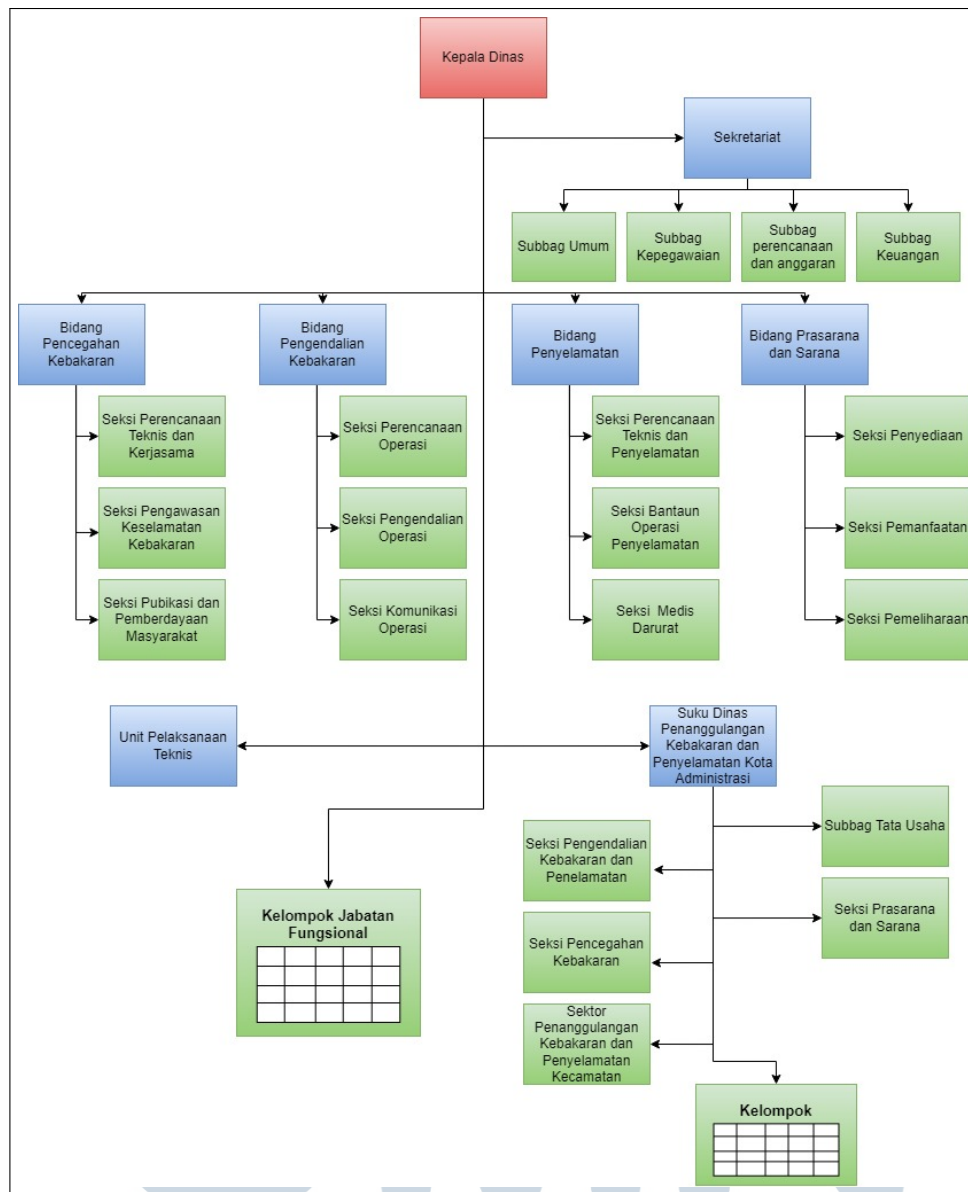 Kepala Dinas
Sekretariat
Subbag Umum
Subbag
Kepegawaian
Subbag
perencanaan
dan anggaran
Subbag
Keuangan
Bidang
Pencegahan
Kebakaran
Bidang
Pengendalian
Kebakaran
Bidang
Penyelamatan
Bidang Prasarana
dan Sarana
Seksi Perencanaan
Teknis dan
Kerjasama
Seksi Perencanaan
Operasi
Seksi Perencanaan
Teknis dan
Penyelamatan
Seksi Penyediaan
Seksi Pengawasan
Keselamatan
Kebakaran
Seksi Pengendalian
Operasi
Seksi Bantaun
Operasi
Penyelamatan
Seksi Pemanfaatan
Seksi Pubikasi dan
Pemberdayaan
Masyarakat
Seksi Komunikasi
Operasi
Seksi Medis
Darurat
Seksi Pemeliharaan
Unit Pelaksanaan
Teknis
Suku Dinas
Penanggulangan
Kebakaran dan
Penyelamatan Kota
Administrasi
Subbag Tata Usaha
Seksi Pengendalian
Kebakaran dan
Penelamatan
Seksi Prasarana
dan Sarana
Kelompok Jabatan
Fungsional
Seksi Pencegahan
Kebakaran
Sektor
Penanggulangan
Kebakaran dan
Penyelamatan
Kecamatan
Kelompok